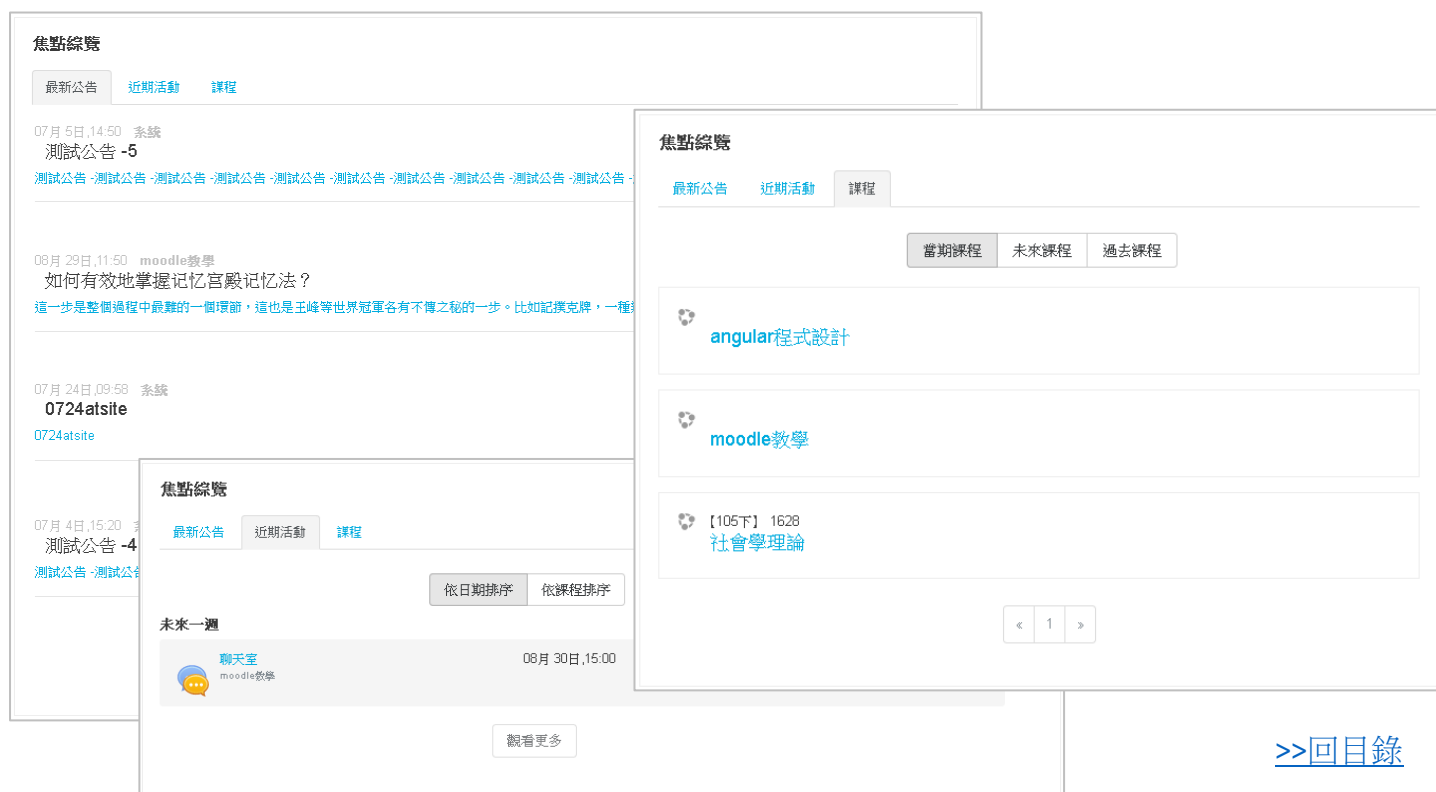 焦點綜覽
最新公告 近期活動 課程
07月 5日,14:50 系統
測試公告 -5
測試公告 -測試公告 -測試公告 -測試公告 -測試公告 -測試公告 -測試公告 -測試公告 -測試公告 -測試公告 -
08月 29日,11:50 moodle教學
如何有效地掌握记忆宫殿记忆法？
這一步是整個過程中最難的一個環節，這也是王峰等世界冠軍各有不傳之秘的一步。比如記撲克牌，一種
07月 24日,09:58 系統
0724atsite
0724atsite
07月 4日,15:20
測試公告 -4
測試公告 -測試公告
焦點綜覽
最新公告 近期活動 課程
依日期排序 依課程排序
未來一週
聊天室 08月 30日,15:00
moodle教學
觀看更多
焦點綜覽
最新公告 近期活動 課程
當期課程 未來課程 過去課程
angular程式設計
moodle教學
【105下】 1628
社會學理論
« 1 »
>>回目錄